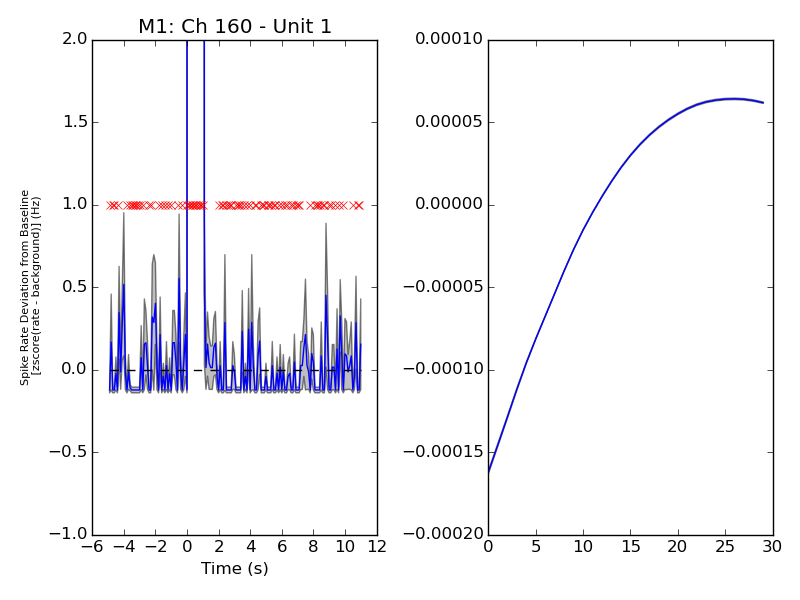 M1: Ch 160 - Unit 1
2.0
1.5
1.0
0.5
0.0
−0.5
−1.0
Spike Rate Deviation from Baseline
[zscore(rate - background)] (Hz)
−6 −4 −2 0 2 4 6 8 10 12
Time (s)
0.00010
0.00005
0.00000
−0.00005
−0.00010
−0.00015
−0.00020
0 5 10 15 20 25 30